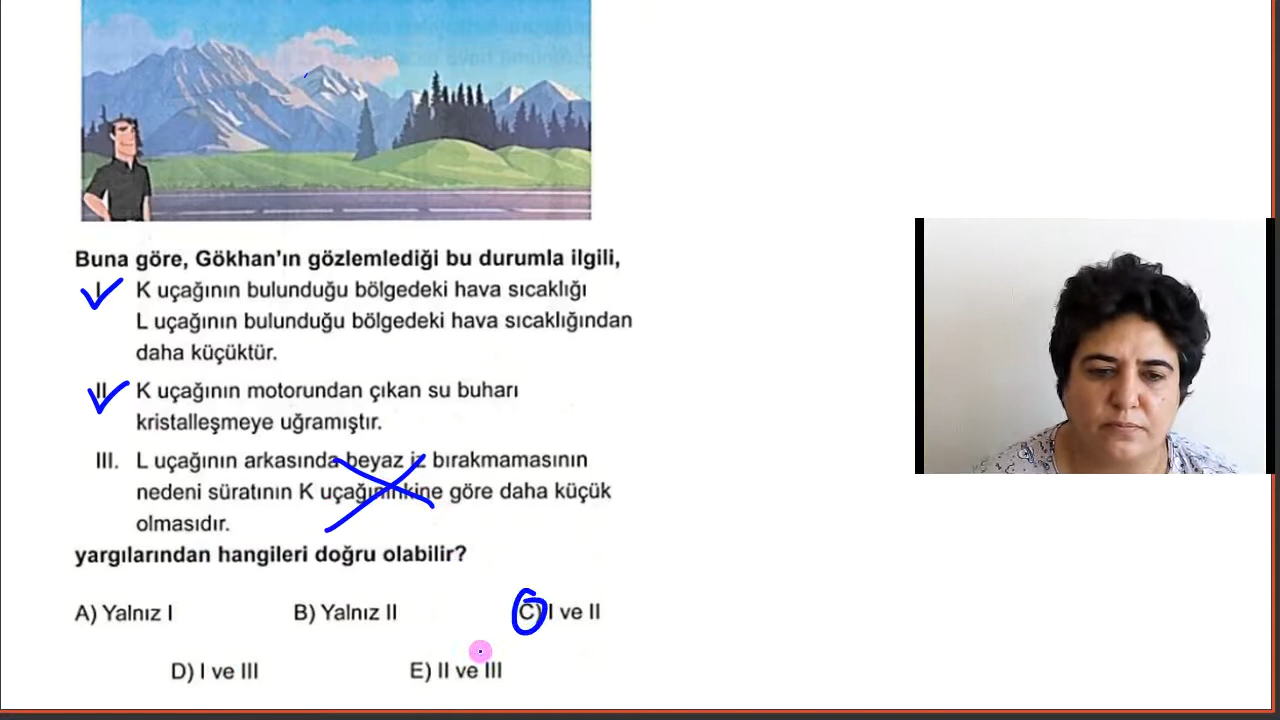 Buna göre, Gökhan'ın gözlemlediği bu durumla ilgili,
I. K uçağının bulunduğu bölgedeki hava sıcaklığı
L uçağının bulunduğu bölgedeki hava sıcaklığından
daha küçüktür.
II. K uçağının motorundan çıkan su buharı
kristalleşmeye uğramıştır.
III. L uçağının arkasında beyaz iz bırakmamasının
nedeni süratının K uçağınınkine göre daha küçük
olmasıdır.
yargılarından hangileri doğru olabilir?
A) Yalnız I B) Yalnız II C) I ve II
D) I ve III E) II ve III